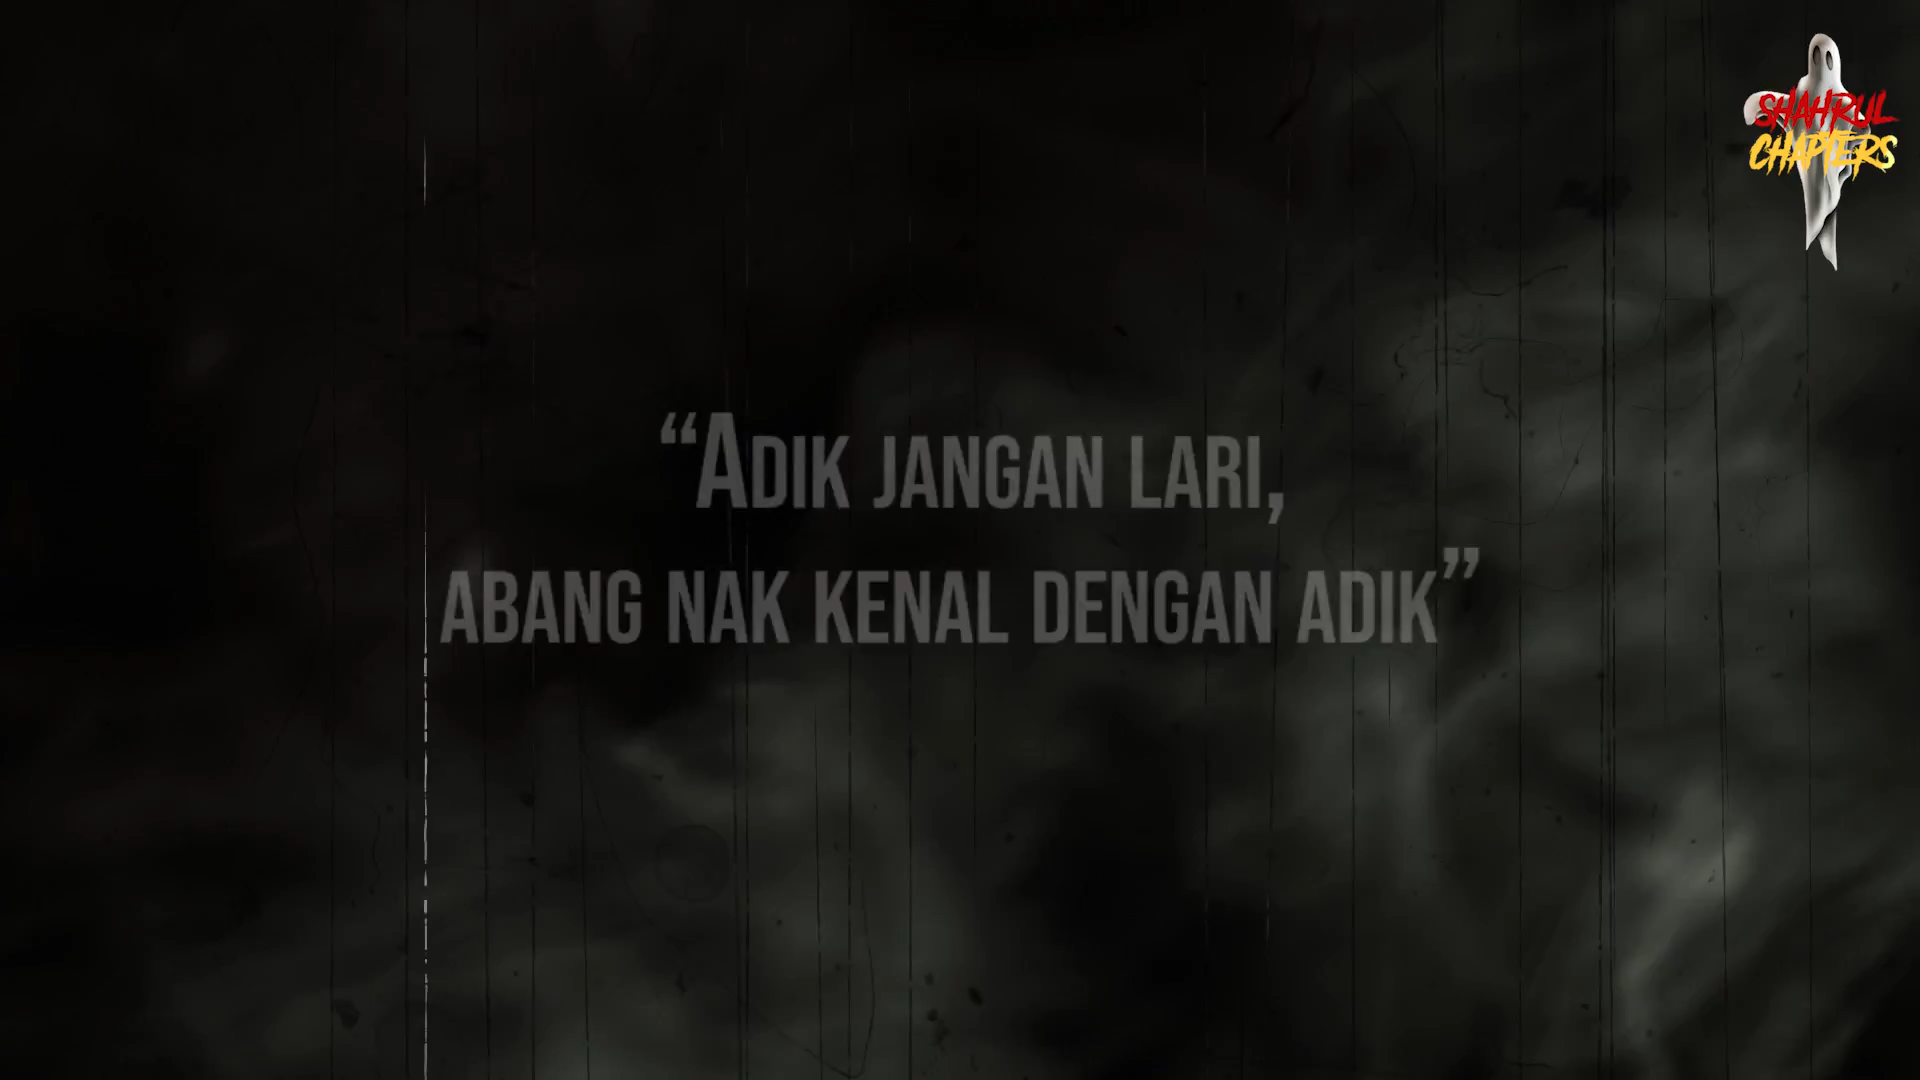 SHAHRUL
CHAPTERS
“Adik jangan lari,
abang nak kenal dengan adik”